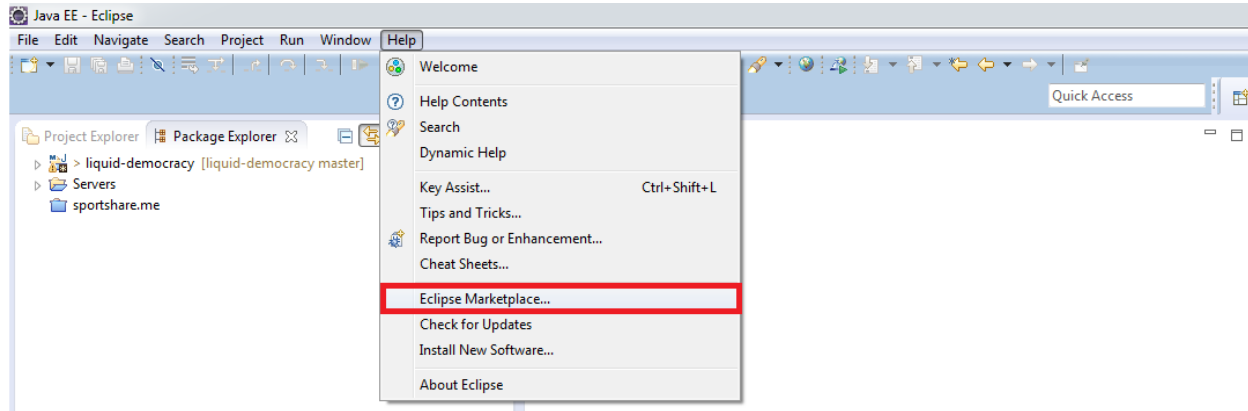 Java EE - Eclipse
File Edit Navigate Search Project Run Window Help
Welcome
Help Contents
Search
Dynamic Help
Key Assist... Ctrl+Shift+L
Tips and Tricks...
Report Bug or Enhancement...
Cheat Sheets...
Eclipse Marketplace...
Check for Updates
Install New Software...
About Eclipse
Quick Access
Project Explorer Package Explorer
> liquid-democracy [liquid-democracy master]
Servers
sportshare.me